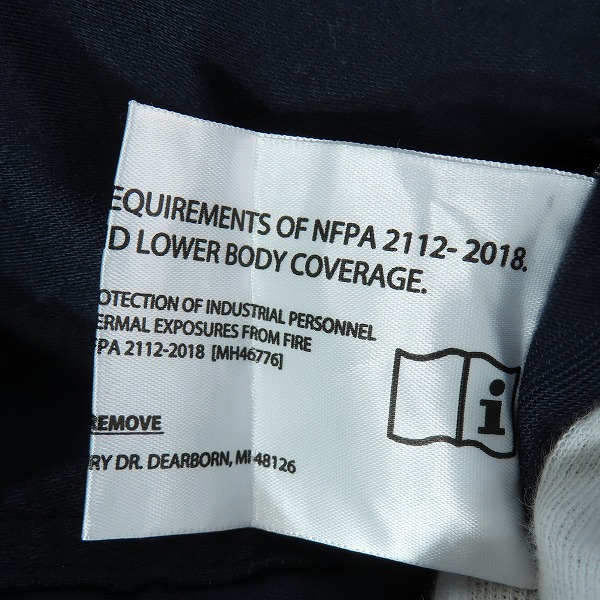 EQUIREMENTS OF NFPA 2112- 2018.
D LOWER BODY COVERAGE.
OTECTION OF INDUSTRIAL PERSONNEL
ERMAL EXPOSURES FROM FIRE
FPA 2112-2018 [MH46776]
REMOVE
RY DR. DEARBORN, MI 48126
i